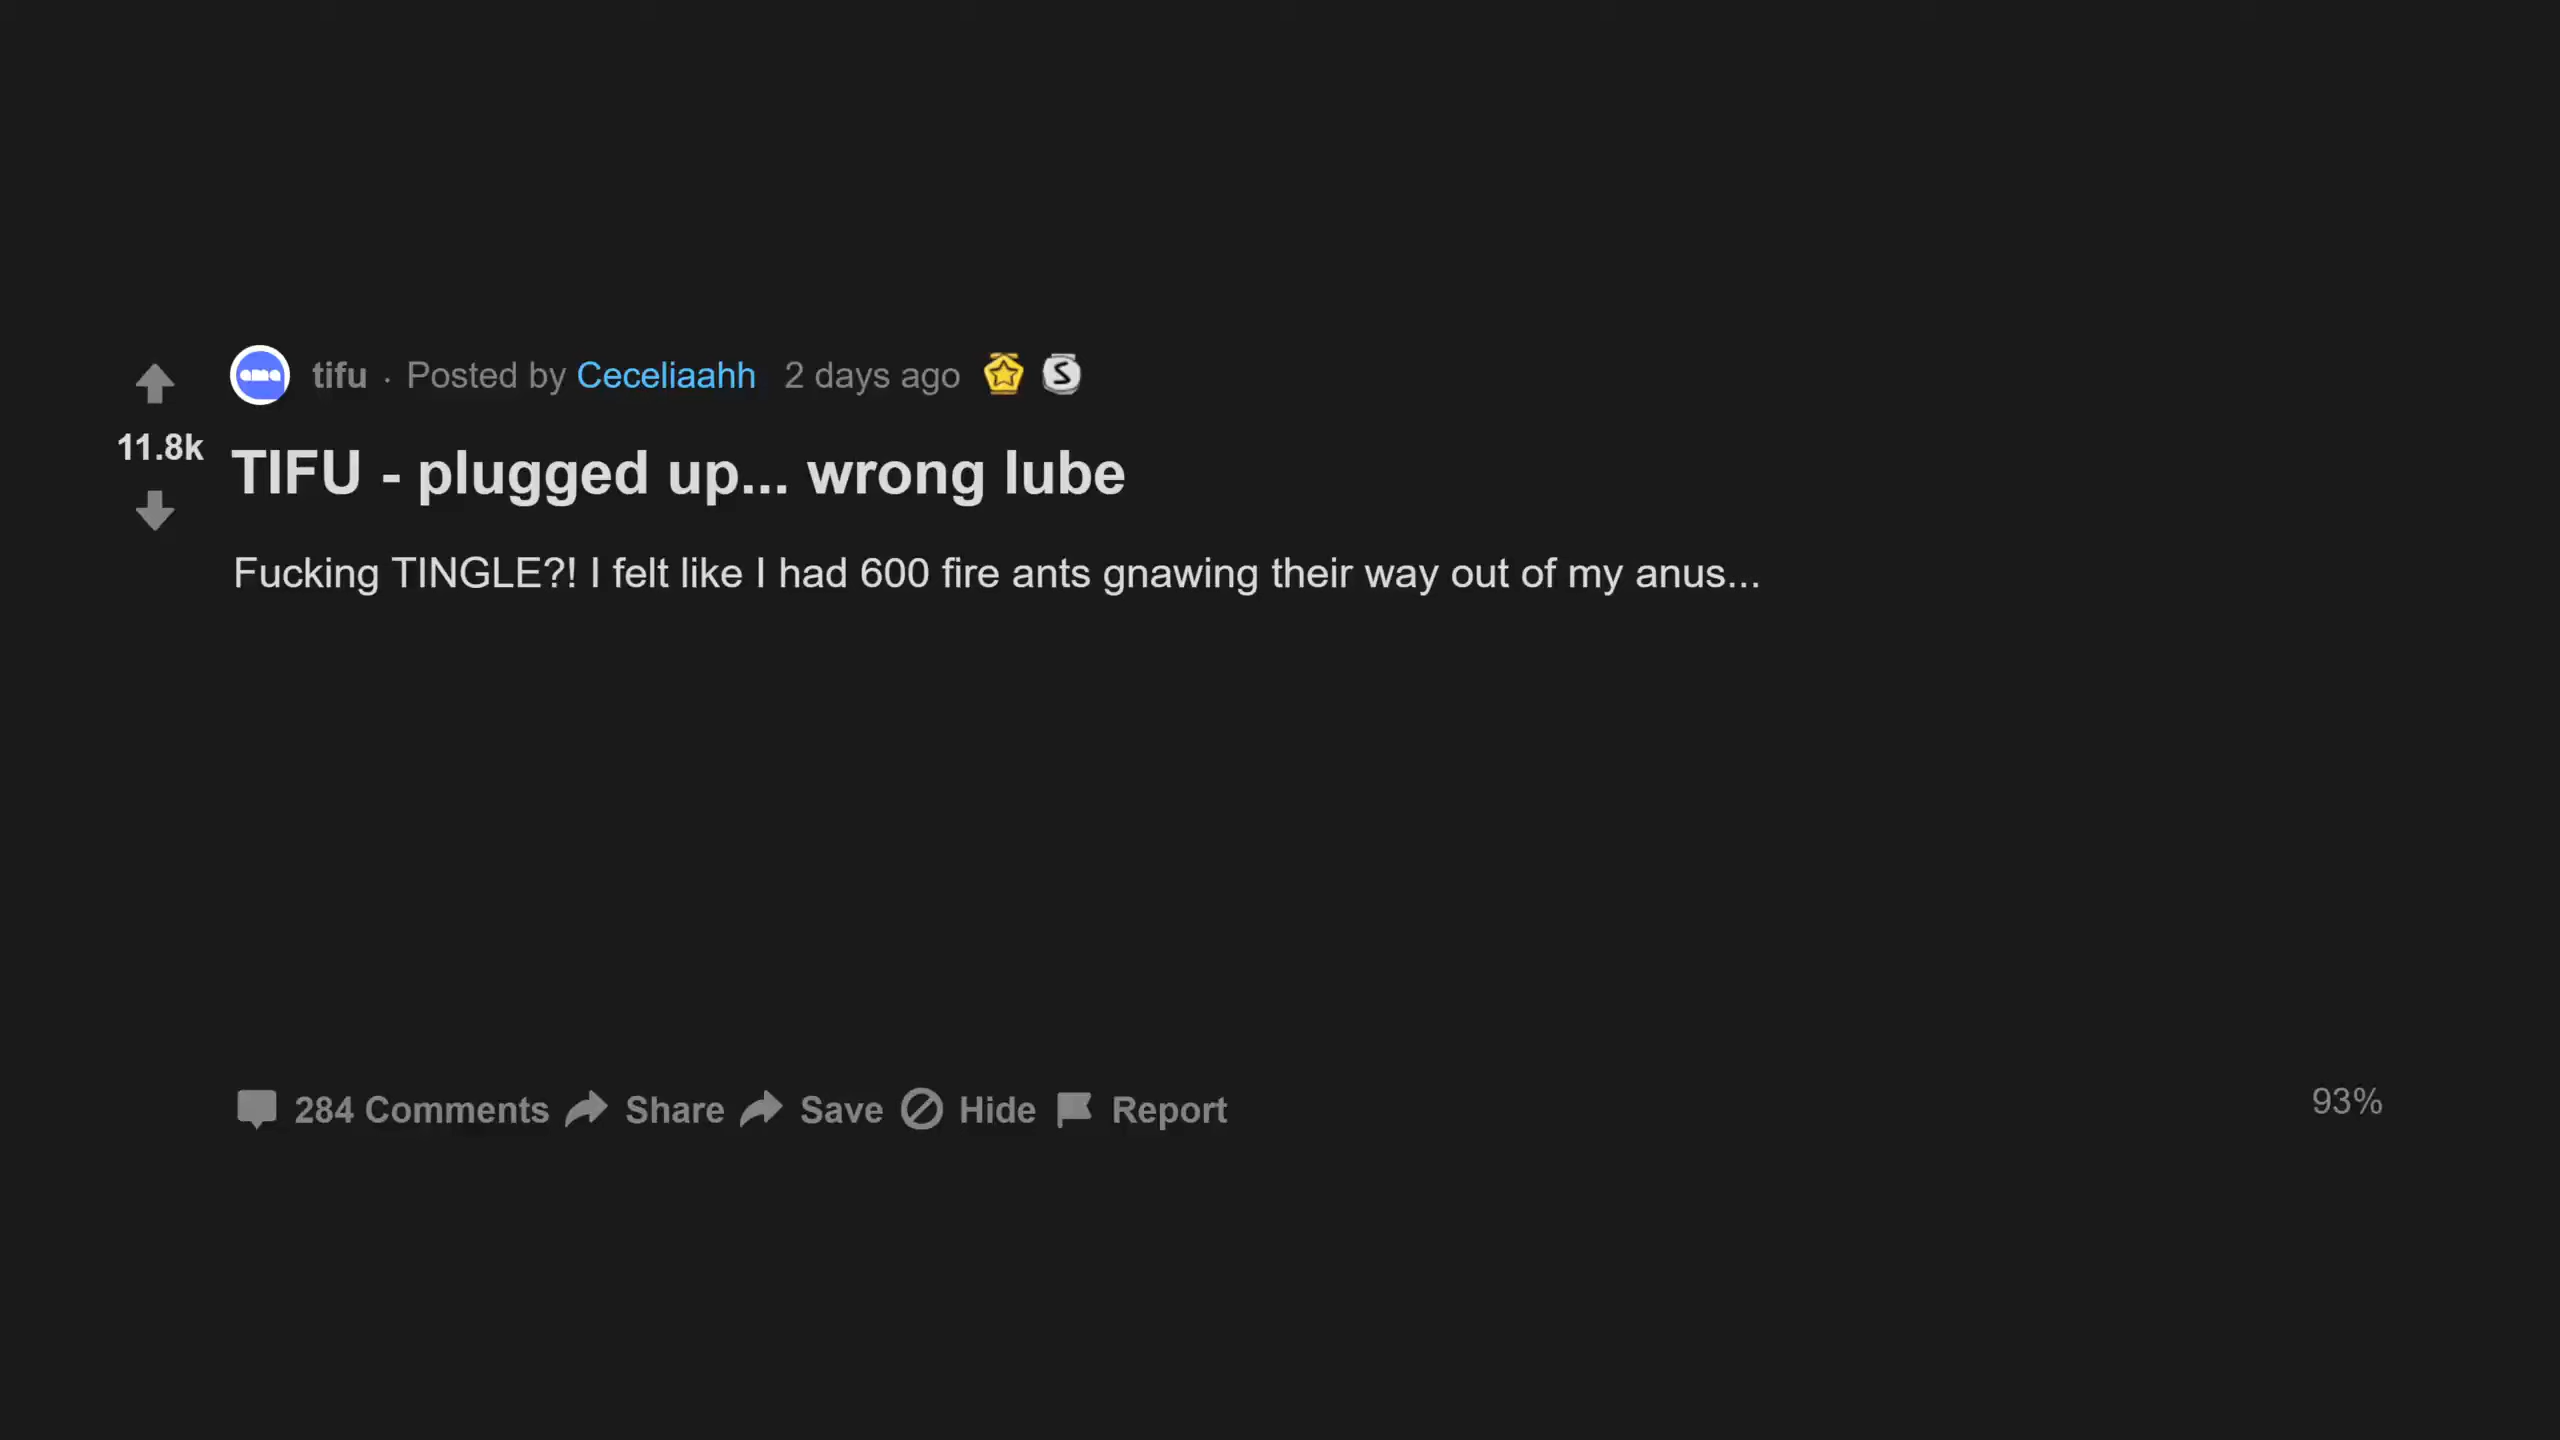 tifu · Posted by Ceceliaahh 2 days ago
11.8k
TIFU - plugged up... wrong lube
Fucking TINGLE?! I felt like I had 600 fire ants gnawing their way out of my anus...
284 Comments Share Save Hide Report
93%